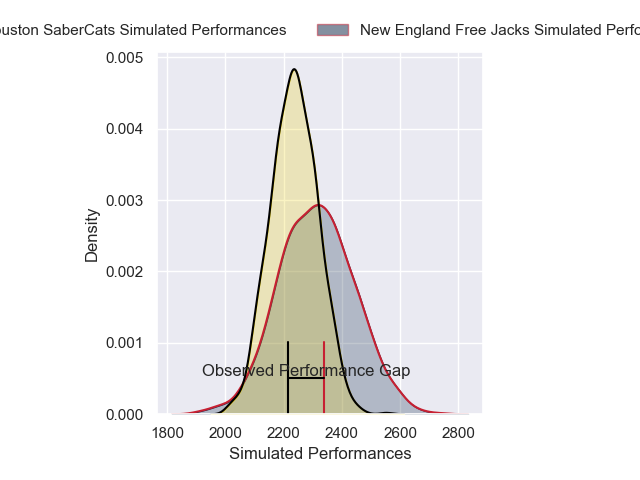 uston SaberCats Simulated Performances
New England Free Jacks Simulated Perfo
0.005
0.004
0.003
0.002
0.001
0.000
Density
Observed Performance Gap
1800 2000 2200 2400 2600 2800
Simulated Performances